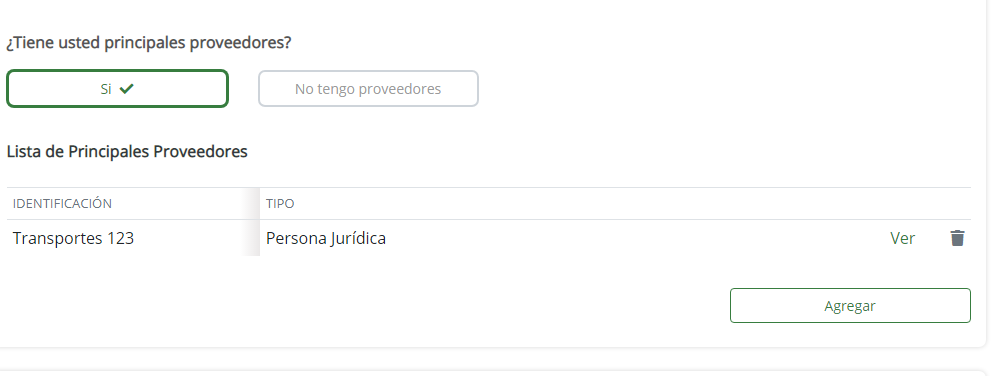 ¿Tiene usted principales proveedores?
Si
No tengo proveedores
Lista de Principales Proveedores
IDENTIFICACIÓN TIPO
Transportes 123 Persona Jurídica Ver
Agregar